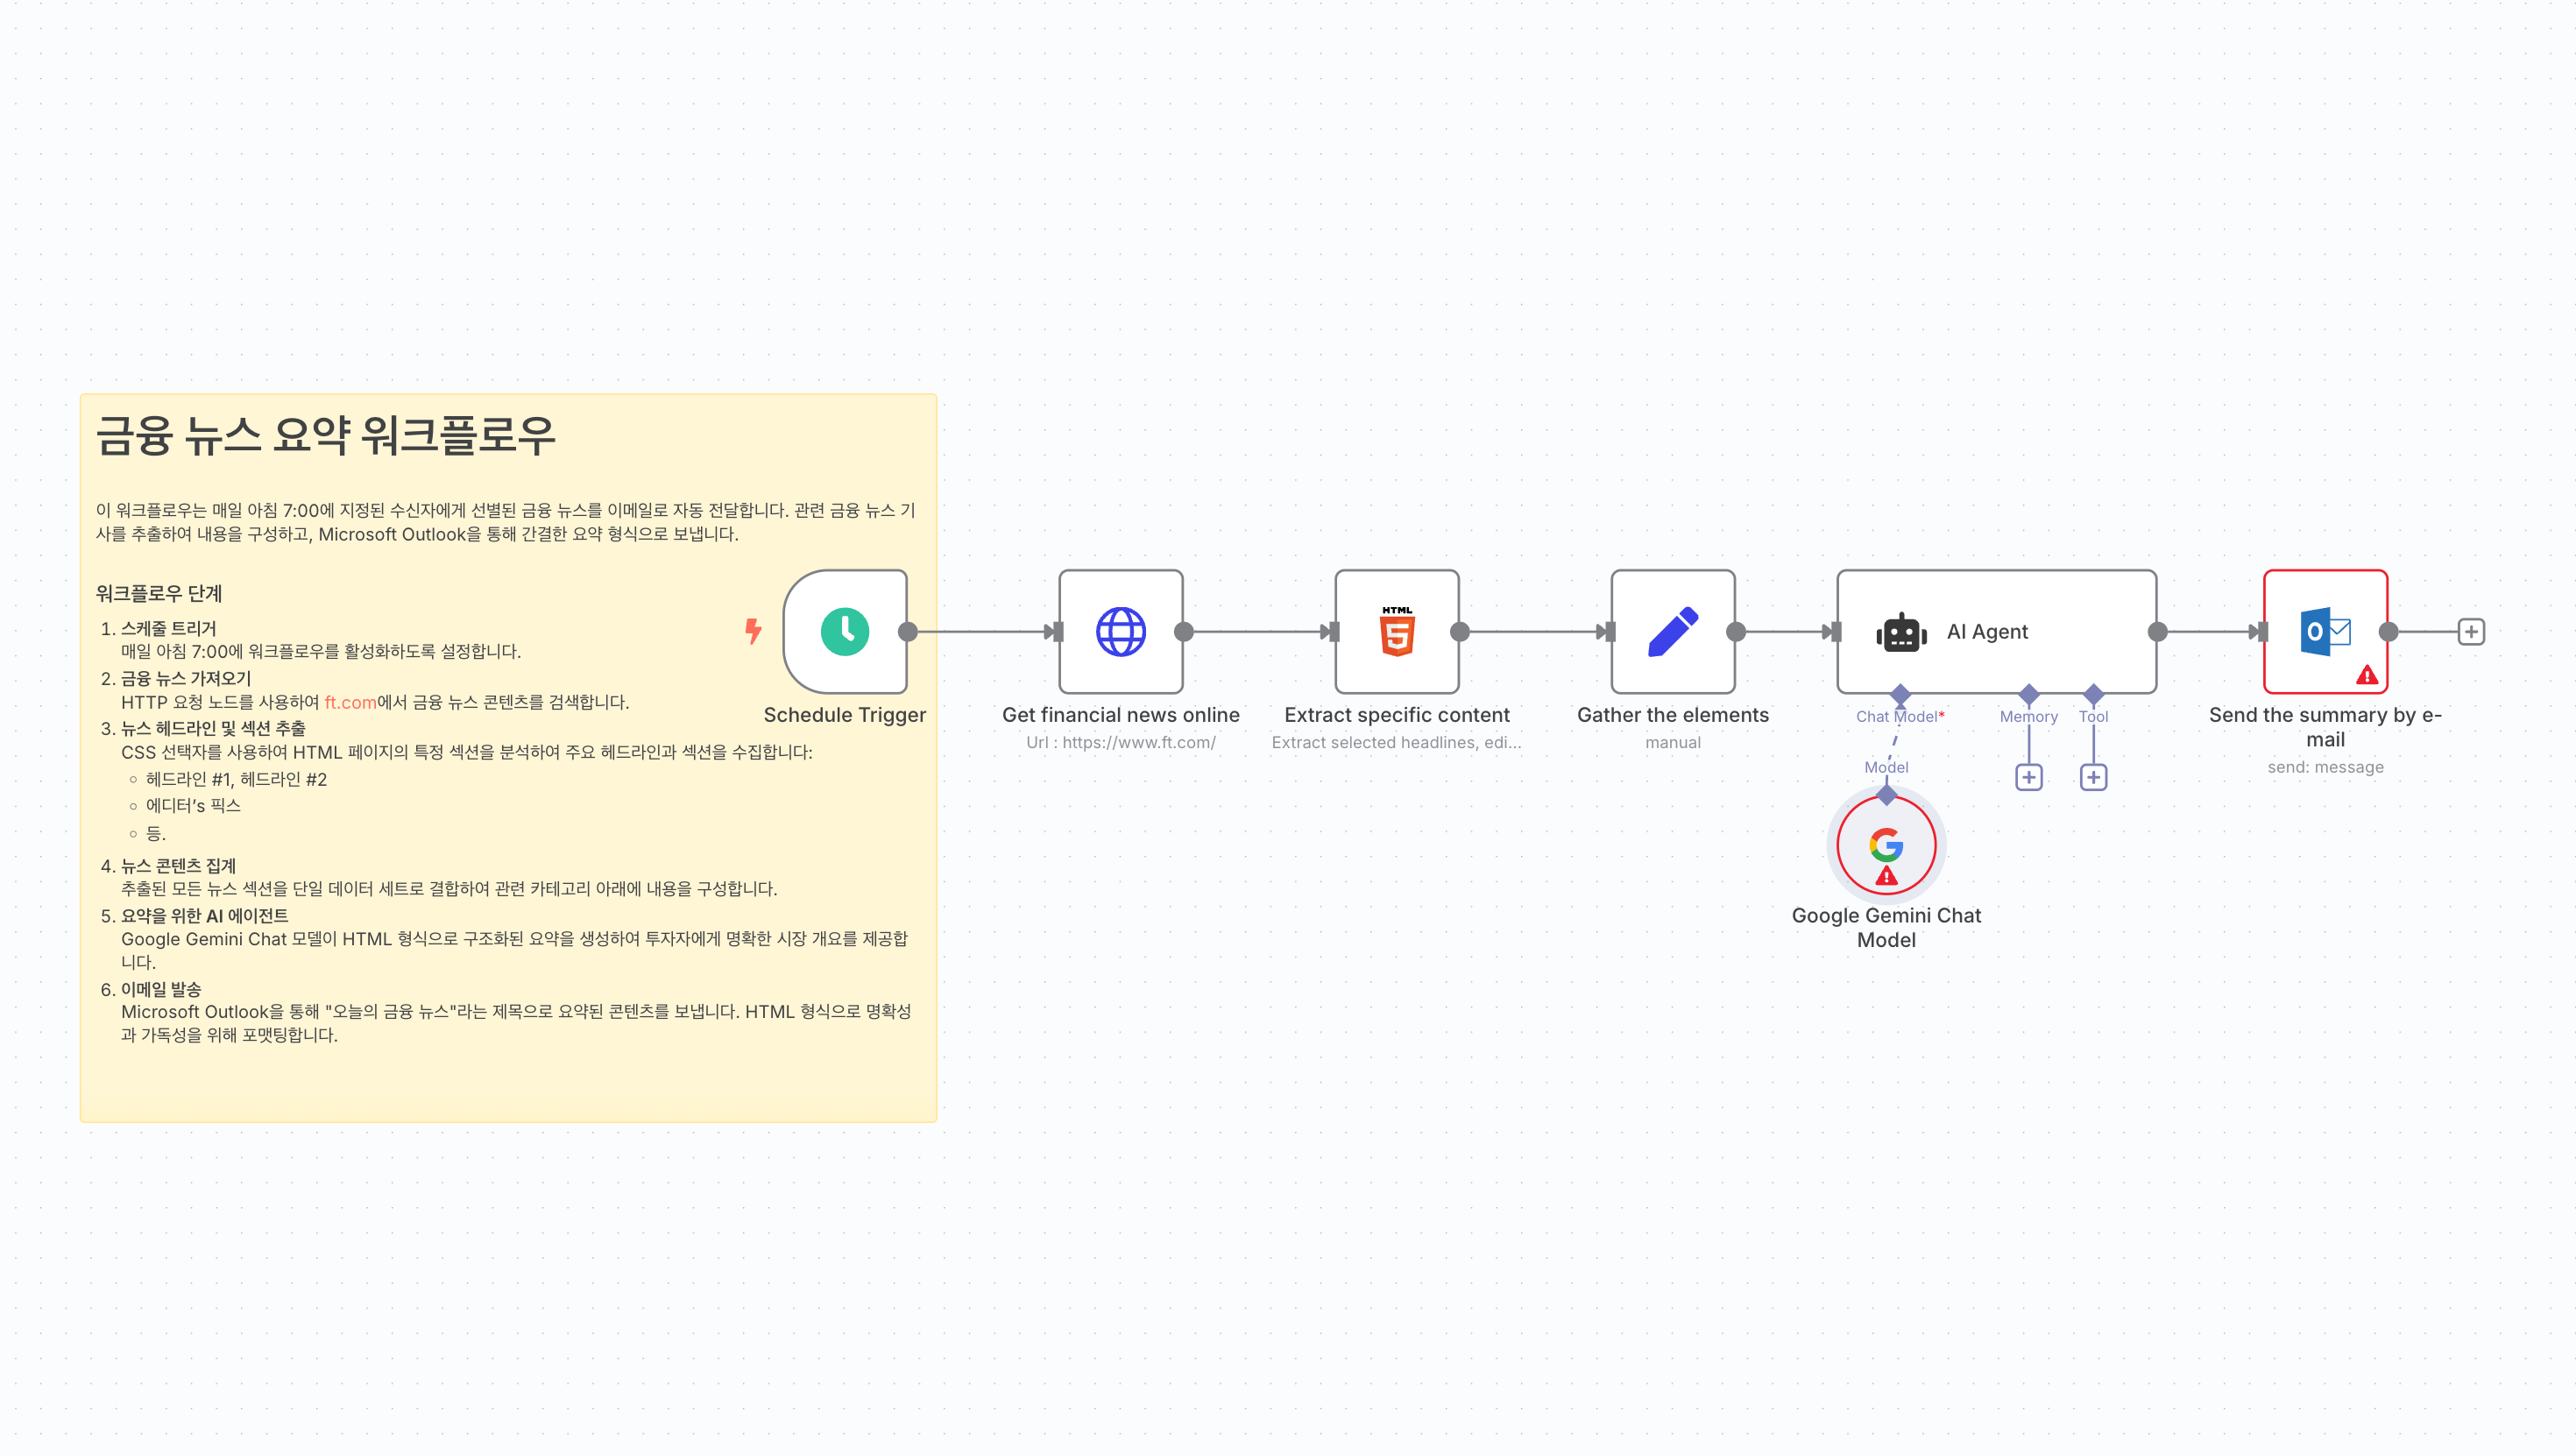 금융 뉴스 요약 워크플로우
이 워크플로우는 매일 아침 7:00에 지정된 수신자에게 선별된 금융 뉴스를 이메일로 자동 전달합니다. 관련 금융 뉴스 기
사를 추출하여 내용을 구성하고, Microsoft Outlook을 통해 간결한 요약 형식으로 보냅니다.
워크플로우 단계
1. 스케줄 트리거
매일 아침 7:00에 워크플로우를 활성화하도록 설정합니다.
2. 금융 뉴스 가져오기
HTTP 요청 노드를 사용하여 ft.com에서 금융 뉴스 콘텐츠를 검색합니다.
3. 뉴스 헤드라인 및 섹션 추출
CSS 선택자를 사용하여 HTML 페이지의 특정 섹션을 분석하여 주요 헤드라인과 섹션을 수집합니다:
헤드라인 #1, 헤드라인 #2
에디터’s 픽스
등.
4. 뉴스 콘텐츠 집계
추출된 모든 뉴스 섹션을 단일 데이터 세트로 결합하여 관련 카테고리 아래에 내용을 구성합니다.
5. 요약을 위한 AI 에이전트
Google Gemini Chat 모델이 HTML 형식으로 구조화된 요약을 생성하여 투자자에게 명확한 시장 개요를 제공합
니다.
6. 이메일 발송
Microsoft Outlook을 통해 "오늘의 금융 뉴스"라는 제목으로 요약된 콘텐츠를 보냅니다. HTML 형식으로 명확성
과 가독성을 위해 포맷팅합니다.
Schedule Trigger
Get financial news online
Url : https://www.ft.com/
HTML
5
Extract specific content
Extract selected headlines, edi...
Gather the elements
manual
AI Agent
Chat Model*
Memory
Tool
Model
Google Gemini Chat
Model
Send the summary by e-
mail
send: message